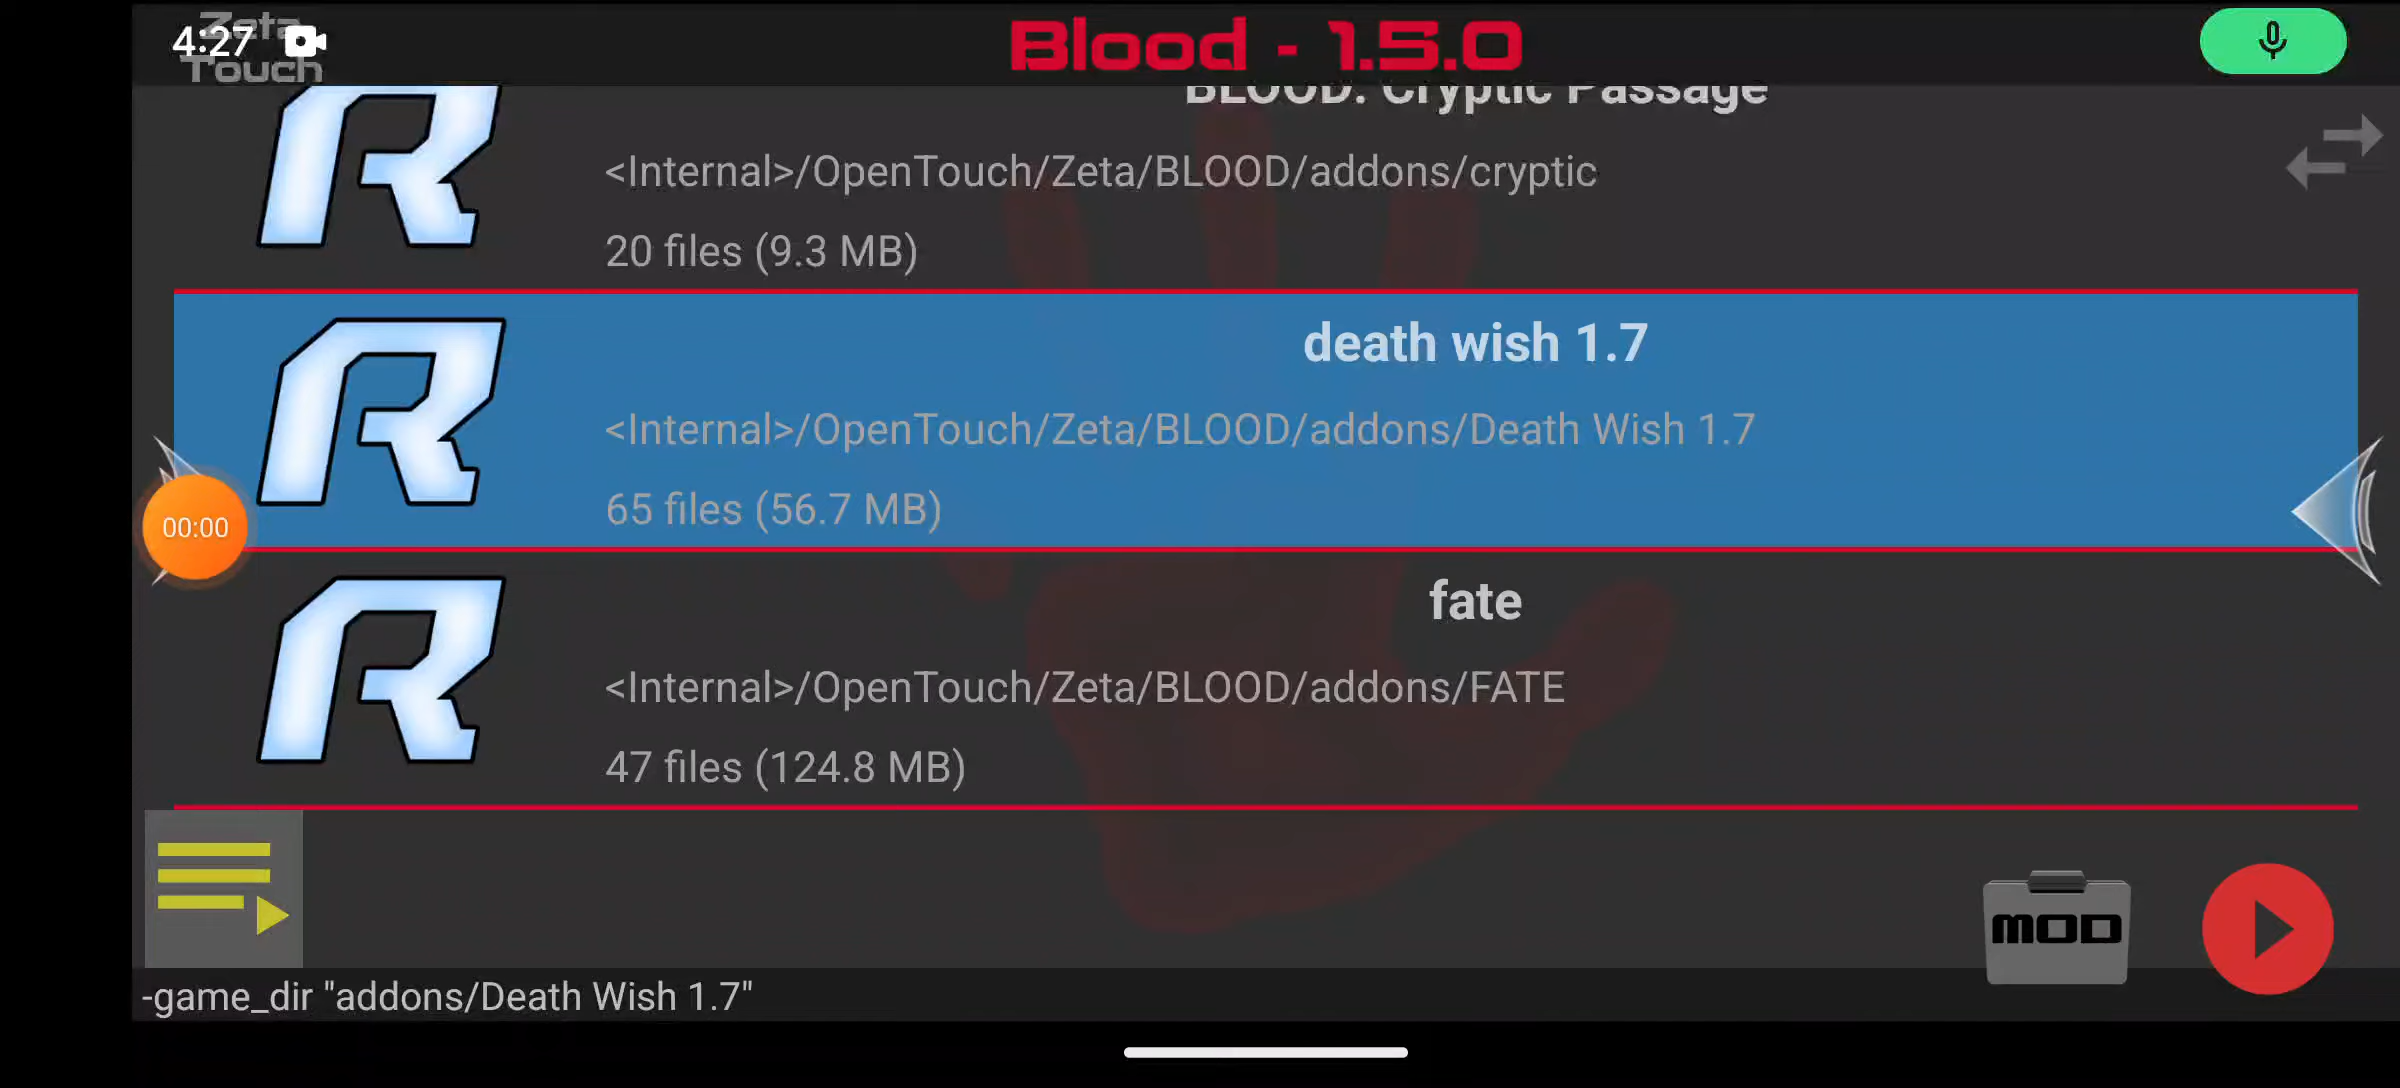 Zeta
Touch
4:27
Blood - 1.5.0
BLOOD: Cryptic Passage
<Internal>/OpenTouch/Zeta/BLOOD/addons/cryptic
20 files (9.3 MB)
death wish 1.7
<Internal>/OpenTouch/Zeta/BLOOD/addons/Death Wish 1.7
65 files (56.7 MB)
00:00
fate
<Internal>/OpenTouch/Zeta/BLOOD/addons/FATE
47 files (124.8 MB)
MOD
-game_dir "addons/Death Wish 1.7"